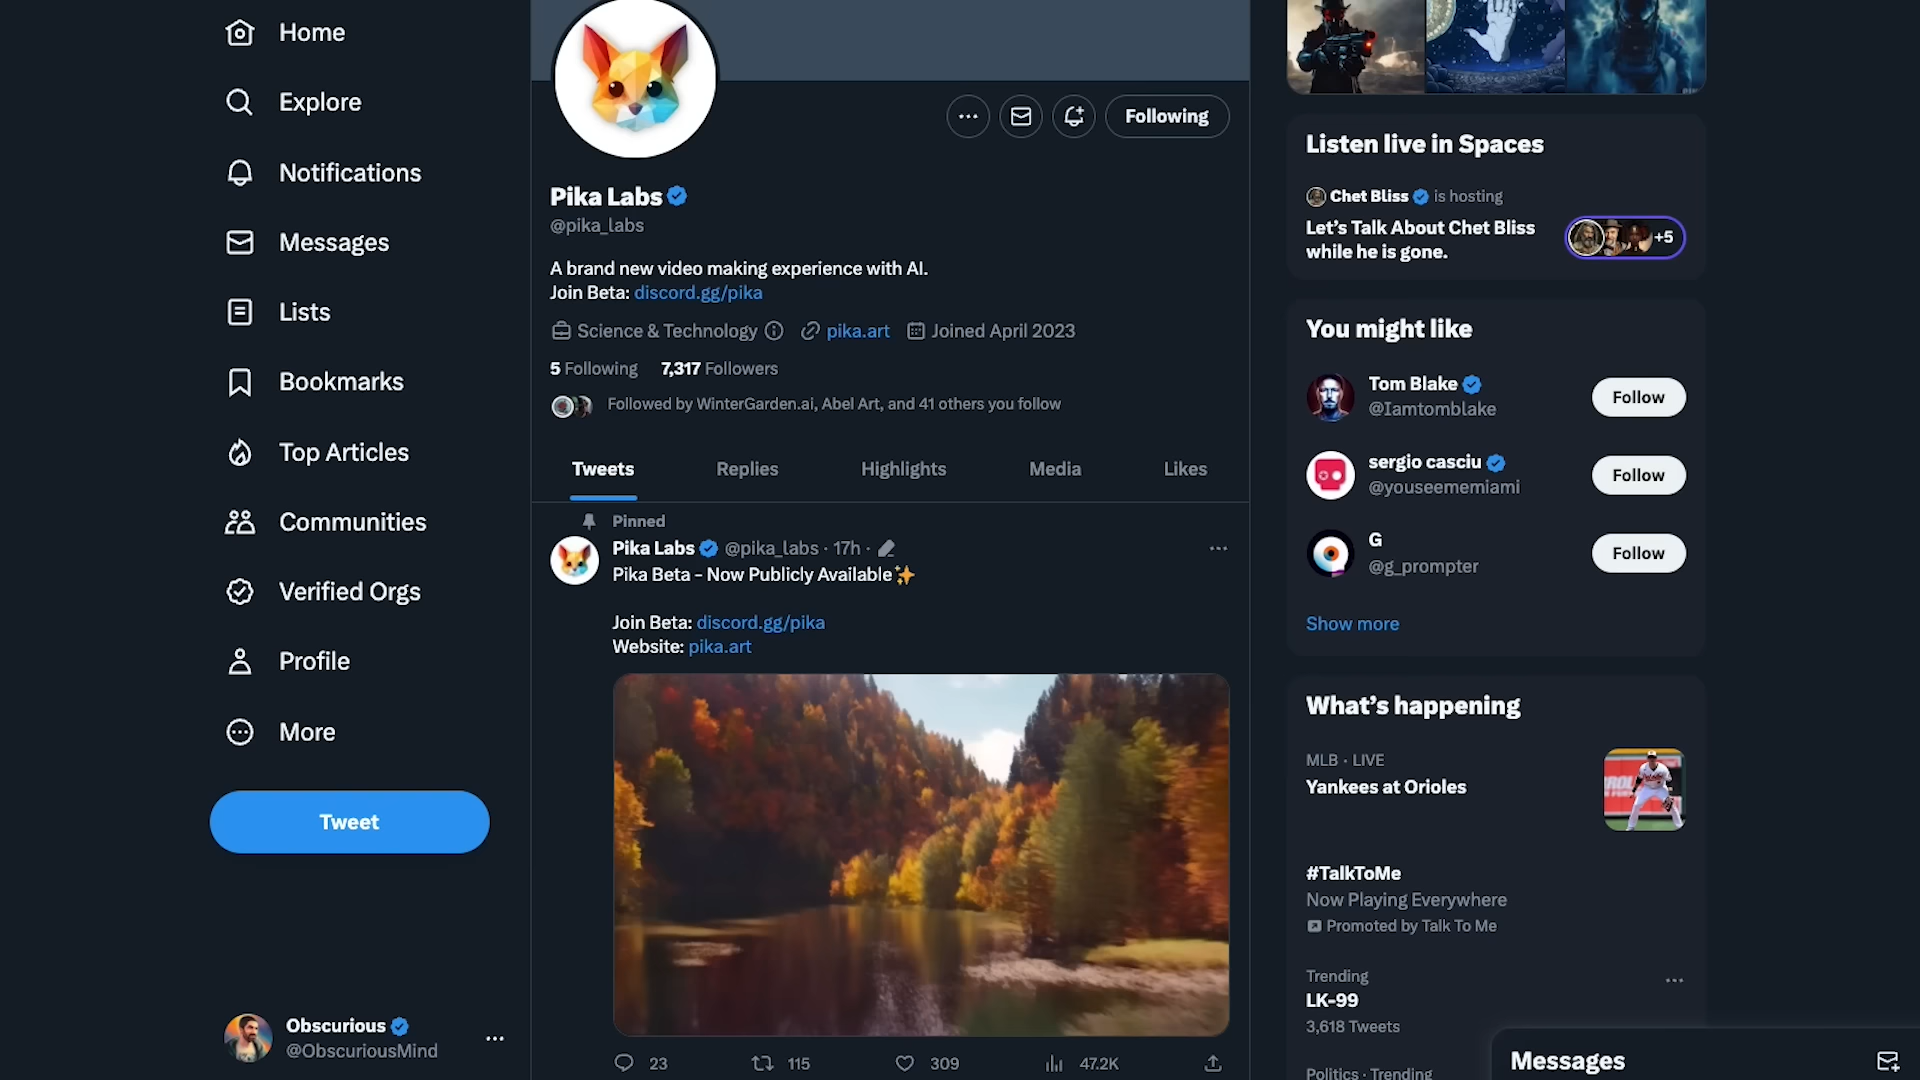 Home
Explore
Notifications
Messages
Lists
Bookmarks
Top Articles
Communities
Verified Orgs
Profile
More
Tweet
Obscurious
@ObscuriousMind
Following
Pika Labs
@pika_labs
A brand new video making experience with AI.
Join Beta: discord.gg/pika
Science & Technology pika.art Joined April 2023
5 Following 7,317 Followers
Followed by WinterGarden.ai, Abel Art, and 41 others you follow
Tweets Replies Highlights Media Likes
Pinned
Pika Labs @pika_labs · 17h ·
Pika Beta - Now Publicly Available✨
Join Beta: discord.gg/pika
Website: pika.art
23 115 309 47.2K
Listen live in Spaces
Chet Bliss is hosting
Let's Talk About Chet Bliss
while he is gone.
+5
You might like
Tom Blake
@Iamtomblake
Follow
sergio casciu
@youseememiami
Follow
G
@g_prompter
Follow
Show more
What's happening
MLB · LIVE
Yankees at Orioles
#TalkToMe
Now Playing Everywhere
Promoted by Talk To Me
Trending
LK-99
3,618 Tweets
Politics · Trending
Messages